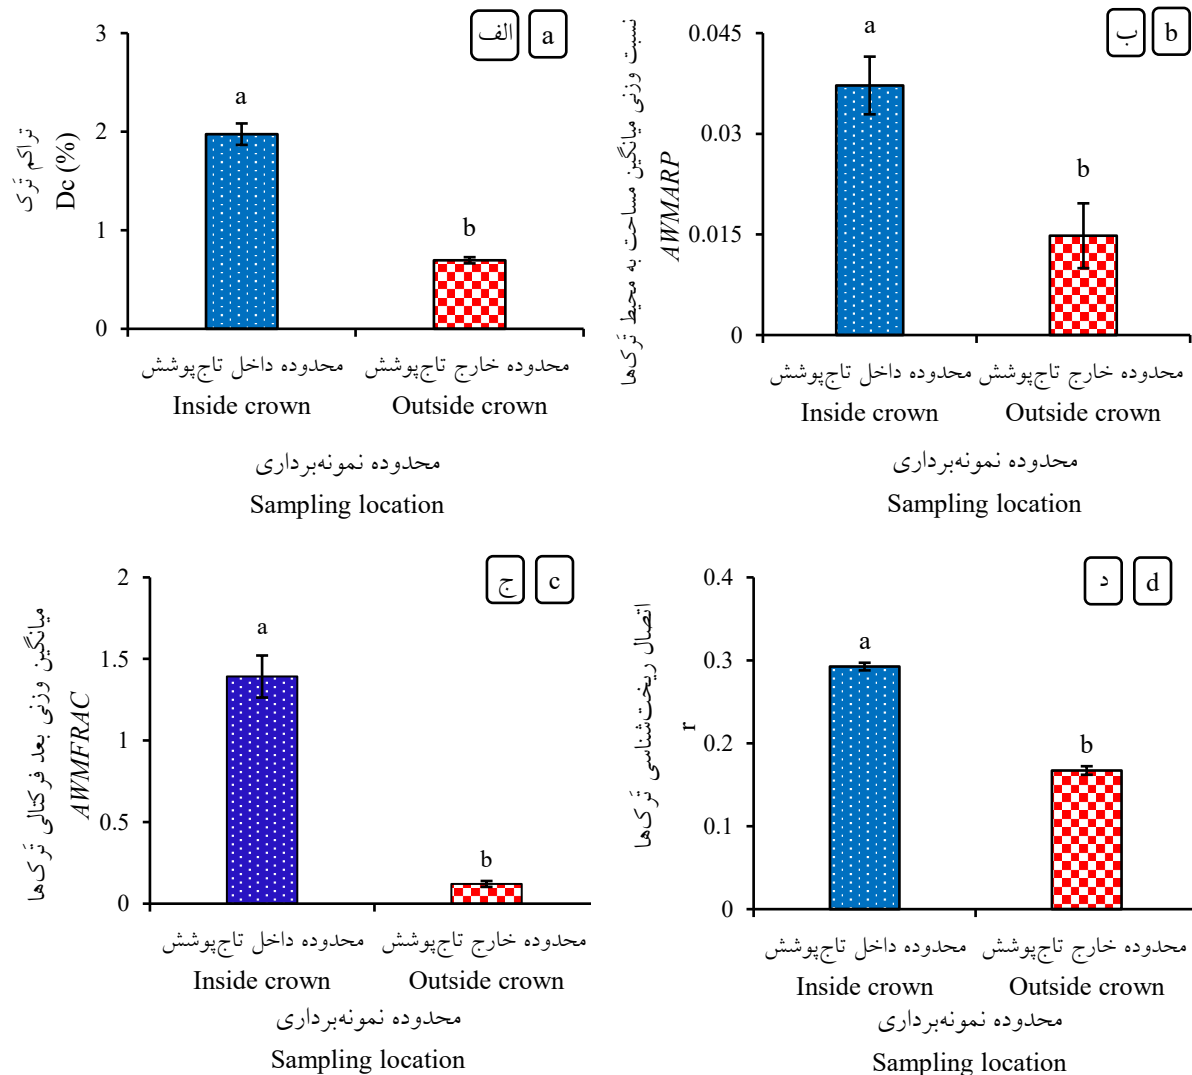 الف a
تراکم تَرَک
Dc (%)
3
2
1
0
a
b
محدوده داخل تاج‌پوشش
Inside crown
محدوده خارج تاج‌پوشش
Outside crown
محدوده نمونه‌برداری
Sampling location
ب b
نسبت وزنی میانگین مساحت به محیط تَرَک‌ها
AWMARP
0.045
0.03
0.015
0
a
b
محدوده داخل تاج‌پوشش
Inside crown
محدوده خارج تاج‌پوشش
Outside crown
محدوده نمونه‌برداری
Sampling location
ج c
میانگین وزنی بعد فرکتالی تَرَک‌ها
AWMFRAC
2
1.5
1
0.5
0
a
b
محدوده داخل تاج‌پوشش
Inside crown
محدوده خارج تاج‌پوشش
Outside crown
محدوده نمونه‌برداری
Sampling location
د d
اتصال ریخت‌شناسی تَرَک‌ها
r
0.4
0.3
0.2
0.1
0
a
b
محدوده داخل تاج‌پوشش
Inside crown
محدوده خارج تاج‌پوشش
Outside crown
محدوده نمونه‌برداری
Sampling location